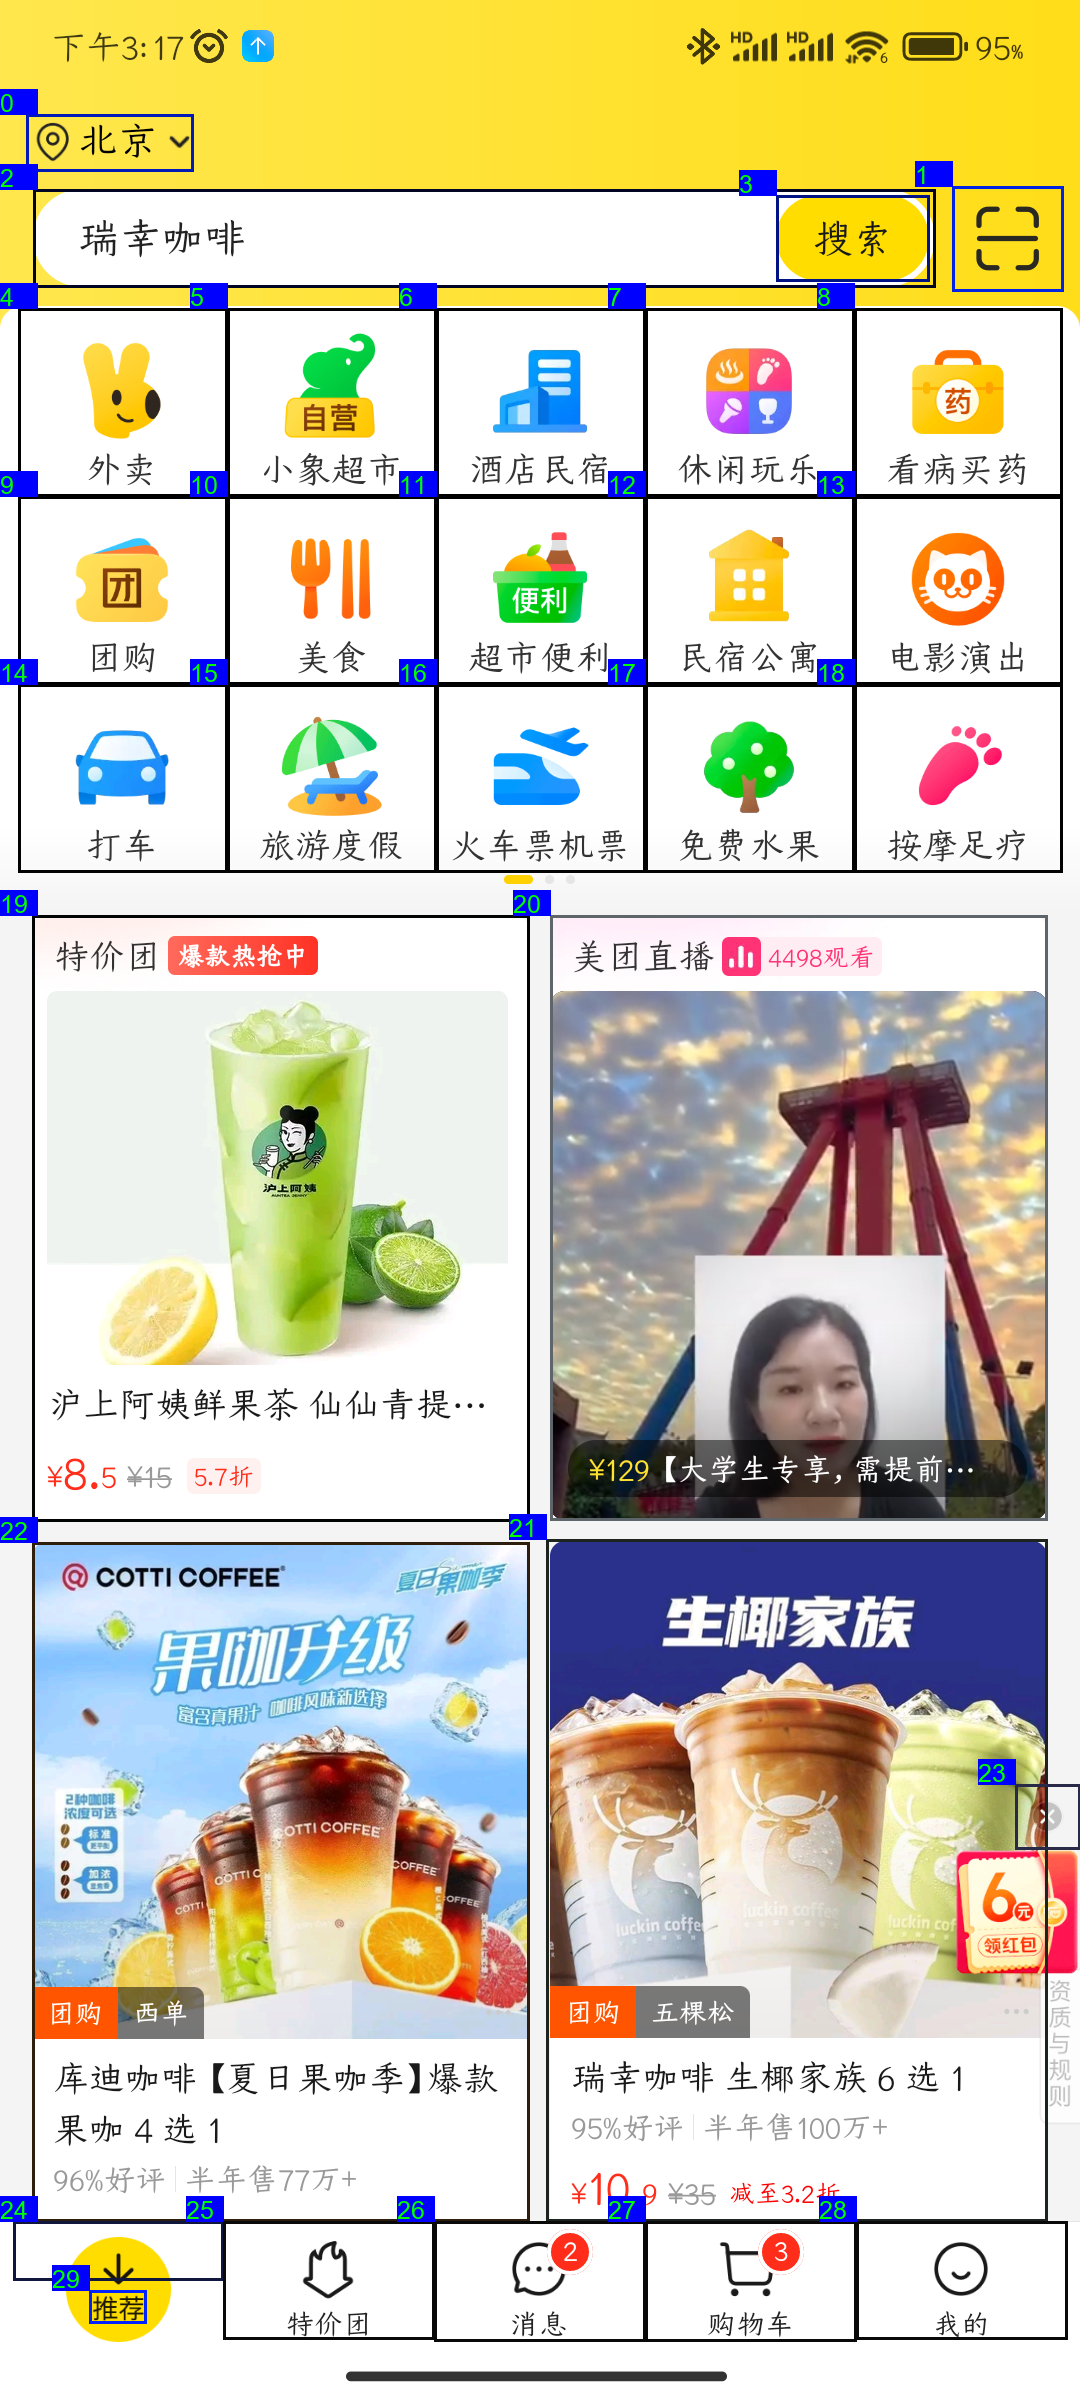 下午3:17
HD HD 6 95%
0
北京
2
3
1
瑞幸咖啡
搜索
4 5 6 7 8
自营
药
外卖 小象超市 酒店民宿 休闲玩乐 看病买药
9 10 11 12 13
团
便利
团购 美食 超市便利 民宿公寓 电影演出
14 15 16 17 18
打车 旅游度假 火车票机票 免费水果 按摩足疗
19
特价团 爆款热抢中
沪上阿姨
沪上阿姨鲜果茶 仙仙青提…
¥8.5 ¥15 5.7折
20
美团直播 4498观看
¥129【大学生专享,需提前…
22
COTTI COFFEE
夏日果咖季
果咖升级
富含真果汁 咖啡风味新选择
2种咖啡
浓度可选
标准
加浓
COTTI COFFEE
团购 西单
库迪咖啡【夏日果咖季】爆款
果咖 4 选 1
96%好评 半年售77万+
21
生椰家族
luckin coffee
23
6元
领红包
资质与规则
团购 五棵松
瑞幸咖啡 生椰家族 6 选 1
95%好评 半年售100万+
¥10.9 ¥35 减至3.2折
24 25 26 27 28
29
2
3
推荐 特价团 消息 购物车 我的